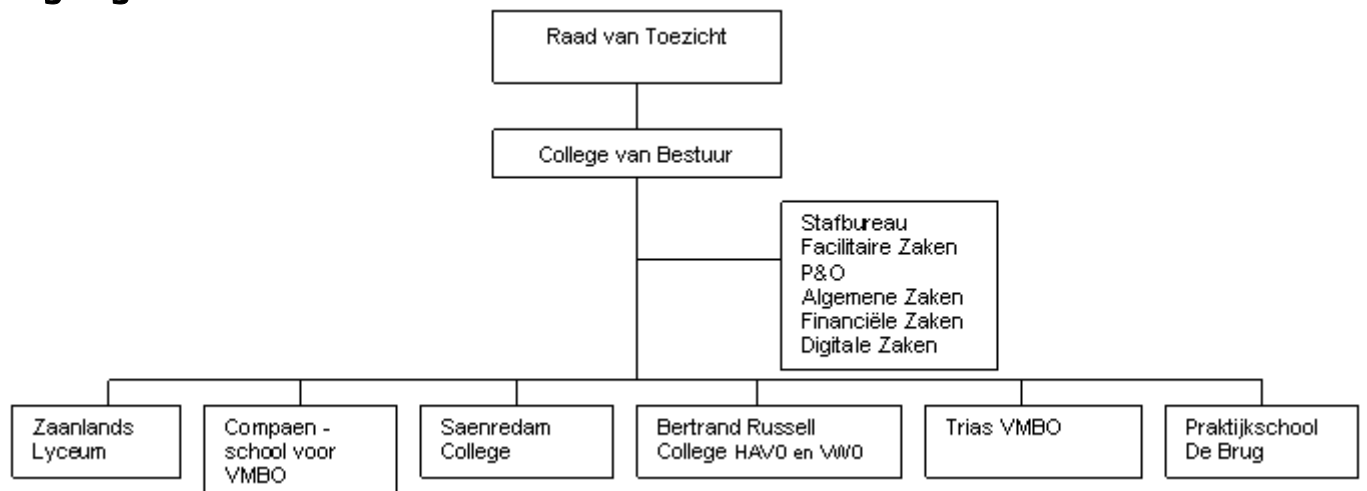 Raad van Toezicht
College van Bestuur
Stafbureau
Facilitaire Zaken
P&O
Algemene Zaken
Financiële Zaken
Digitale Zaken
Zaanlands
Lyceum
Compaen -
school voor
VMBO
Saenredam
College
Bertrand Russell
College HAVO en VWO
Trias VMBO
Praktijkschool
De Brug